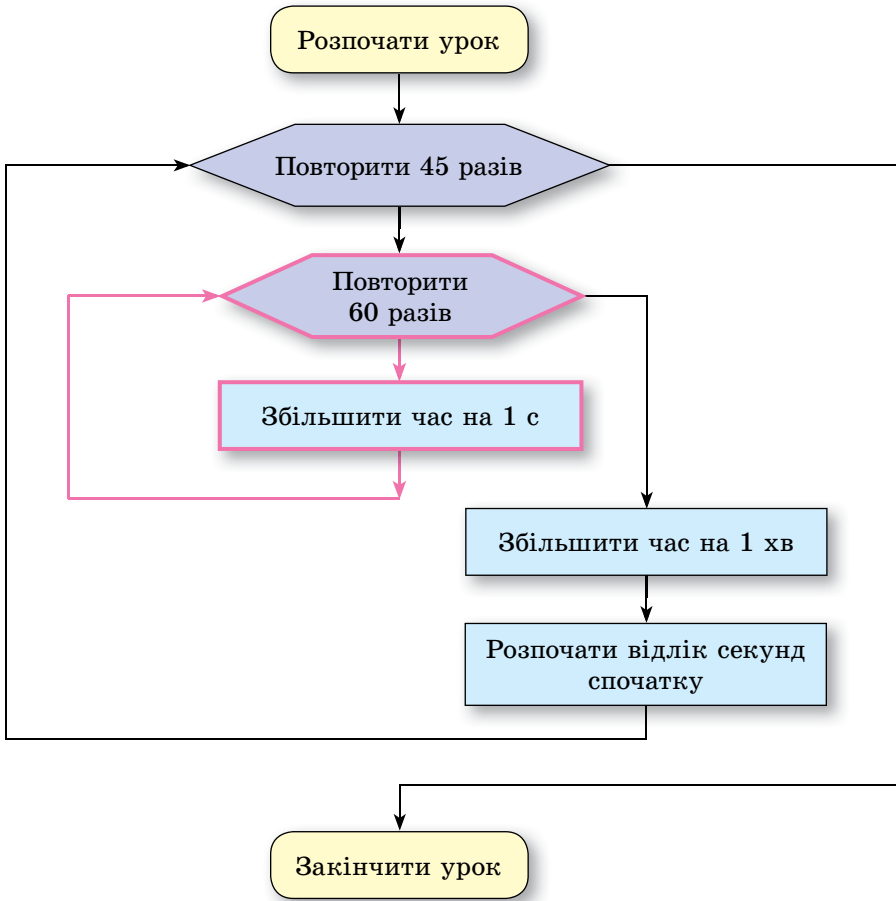 Розпочати урок
Повторити 45 разів
Повторити
60 разів
Збільшити час на 1 с
Збільшити час на 1 хв
Розпочати відлік секунд
спочатку
Закінчити урок